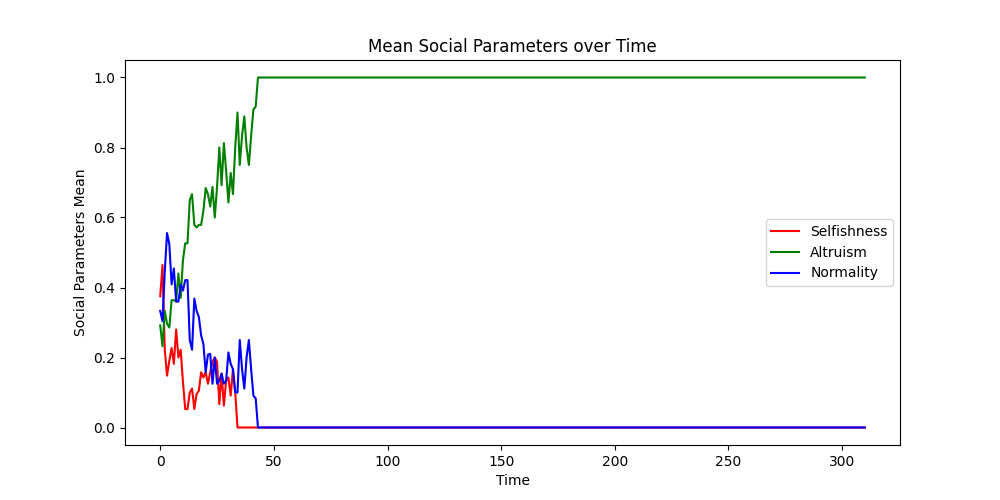 Mean Social Parameters over Time
1.0
0.8
0.6
0.4
0.2
0.0
Social Parameters Mean
Selfishness
Altruism
Normality
0 50 100 150 200 250 300
Time